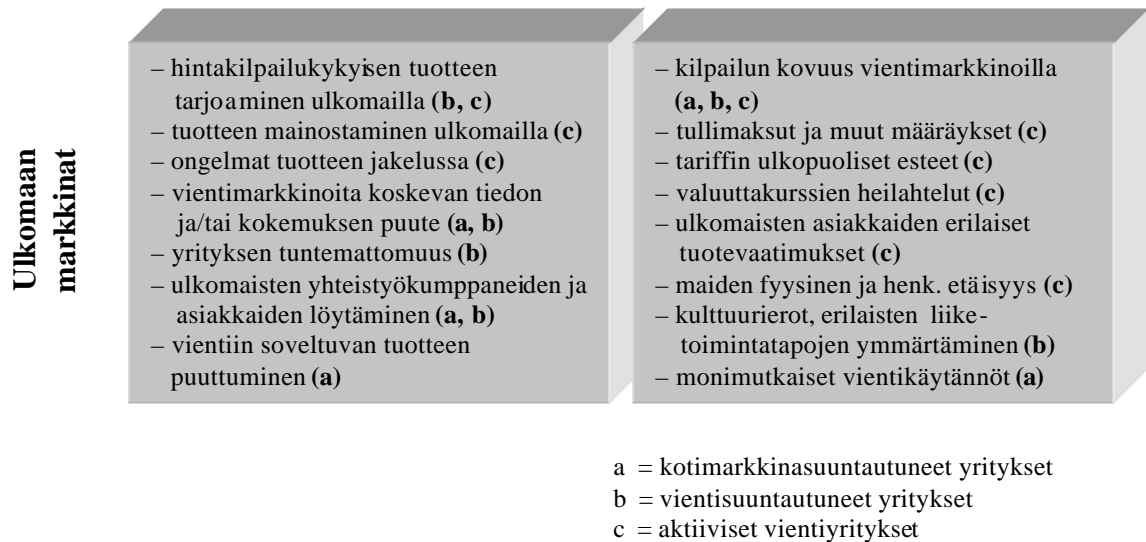 Ulkomaan
markkinat
– hintakilpailukykyisen tuotteen
tarjoaminen ulkomailla (b, c)
– tuotteen mainostaminen ulkomailla (c)
– ongelmat tuotteen jakelussa (c)
– vientimarkkinoita koskevan tiedon
ja/tai kokemuksen puute (a, b)
– yrityksen tuntemattomuus (b)
– ulkomaisten yhteistyökumppaneiden ja
asiakkaiden löytäminen (a, b)
– vientiin soveltuvan tuotteen
puuttuminen (a)
– kilpailun kovuus vientimarkkinoilla
(a, b, c)
– tullimaksut ja muut määräykset (c)
– tariffin ulkopuoliset esteet (c)
– valuuttakurssien heilahtelut (c)
– ulkomaisten asiakkaiden erilaiset
tuotevaatimukset (c)
– maiden fyysinen ja henk. etäisyys (c)
– kulttuurierot, erilaisten liike-
toimintatapojen ymmärtäminen (b)
– monimutkaiset vientikäytännöt (a)
a = kotimarkkinasuuntautuneet yritykset
b = vientisuuntautuneet yritykset
c = aktiiviset vientiyritykset